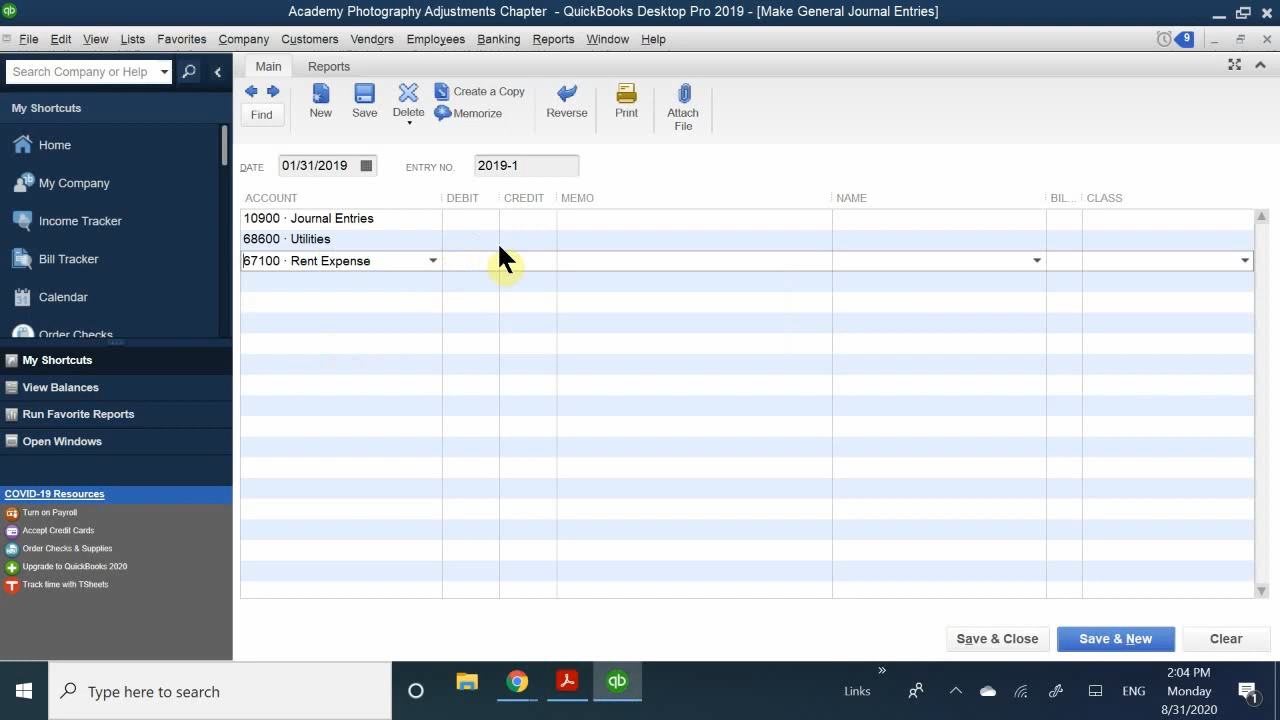 qb Academy Photography Adjustments Chapter - QuickBooks Desktop Pro 2019 - [Make General Journal Entries]
File Edit View Lists Favorites Company Customers Vendors Employees Banking Reports Window Help 9
Search Company or Help
Main Reports
My Shortcuts
Home
My Company
Income Tracker
Bill Tracker
Calendar
Order Checks
My Shortcuts
View Balances
Run Favorite Reports
Open Windows
COVID-19 Resources
Turn on Payroll
Accept Credit Cards
Order Checks & Supplies
Upgrade to QuickBooks 2020
Track time with TSheets
Find
New
Save
Delete
Create a Copy
Memorize
Reverse
Print
Attach
File
DATE 01/31/2019 ENTRY NO. 2019-1
ACCOUNT DEBIT CREDIT MEMO NAME BIL... CLASS
10900 · Journal Entries
68600 · Utilities
67100 · Rent Expense
Save & Close Save & New Clear
Type here to search
qb
Links
ENG
2:04 PM
Monday
8/31/2020
1